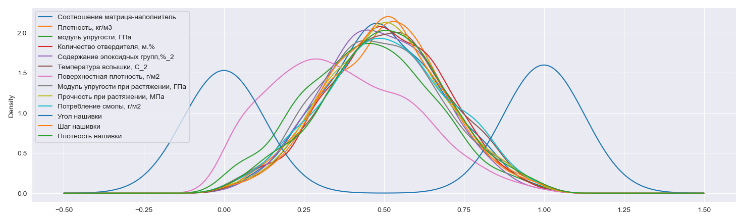 Соотношение матрица-наполнитель
Плотность, кг/м3
модуль упругости, ГПа
Количество отвердителя, м.%
Содержание эпоксидных групп,%_2
Температура вспышки, С_2
Поверхностная плотность, г/м2
Модуль упругости при растяжении, ГПа
Прочность при растяжении, МПа
Потребление смолы, г/м2
Угол нашивки
Шаг нашивки
Плотность нашивки
Density
2.0
1.5
1.0
0.5
0.0
−0.50 −0.25 0.00 0.25 0.50 0.75 1.00 1.25 1.50